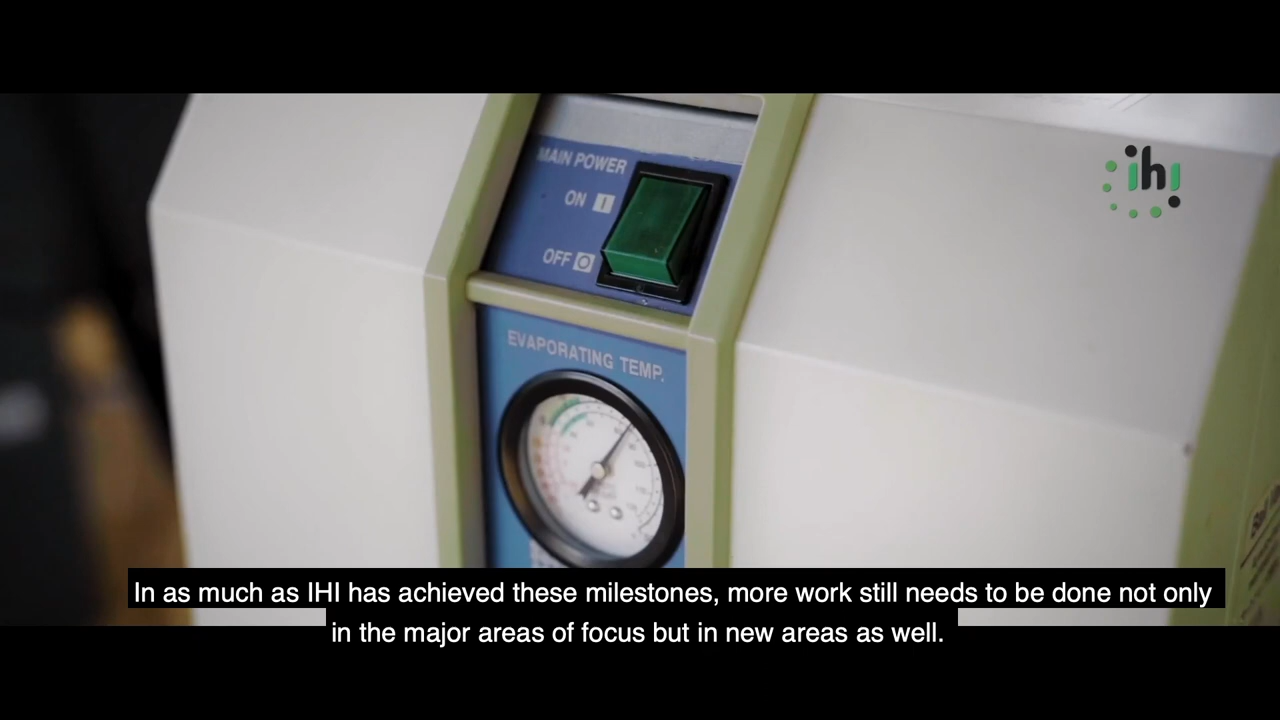 ihi
MAIN POWER
ON I
OFF O
EVAPORATING TEMP.
In as much as IHI has achieved these milestones, more work still needs to be done not only
in the major areas of focus but in new areas as well.